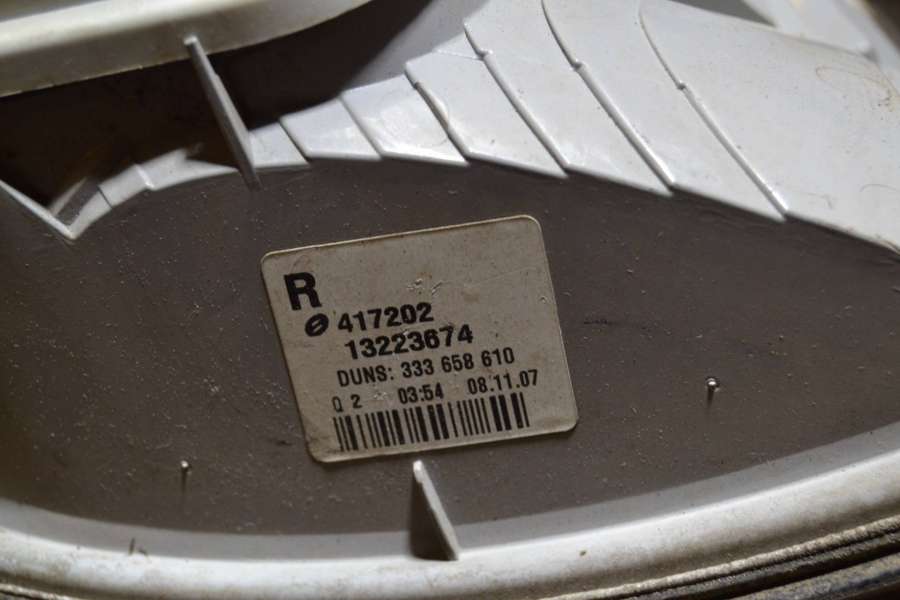 R
417202
13223674
DUNS: 333 658 610
Q 2 03:54 08.11.07